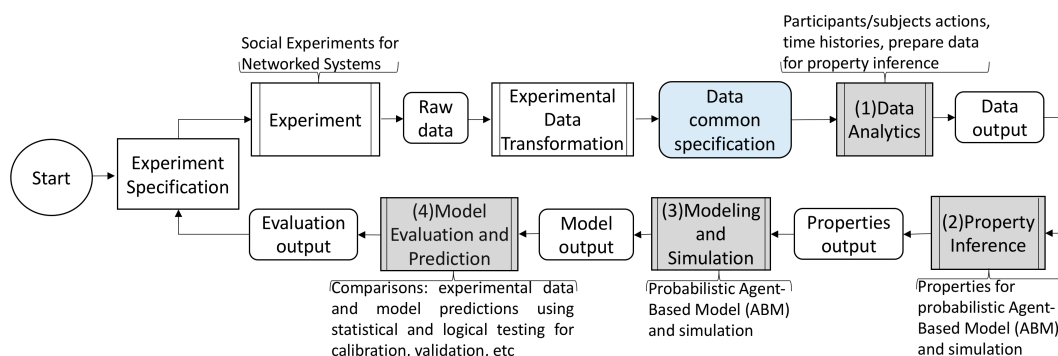 Participants/subjects actions,
time histories, prepare data
for property inference
Social Experiments for
Networked Systems
Start
Experiment
Specification
Experiment
Raw
data
Experimental
Data
Transformation
Data
common
specification
(1)Data
Analytics
Data
output
(2)Property
Inference
Properties
output
(3)Modeling
and
Simulation
Model
output
(4)Model
Evaluation and
Prediction
Evaluation
output
Comparisons: experimental data
and model predictions using
statistical and logical testing for
calibration, validation, etc
Probabilistic Agent-
Based Model (ABM)
and simulation
Properties for
probabilistic Agent-
Based Model (ABM)
and simulation